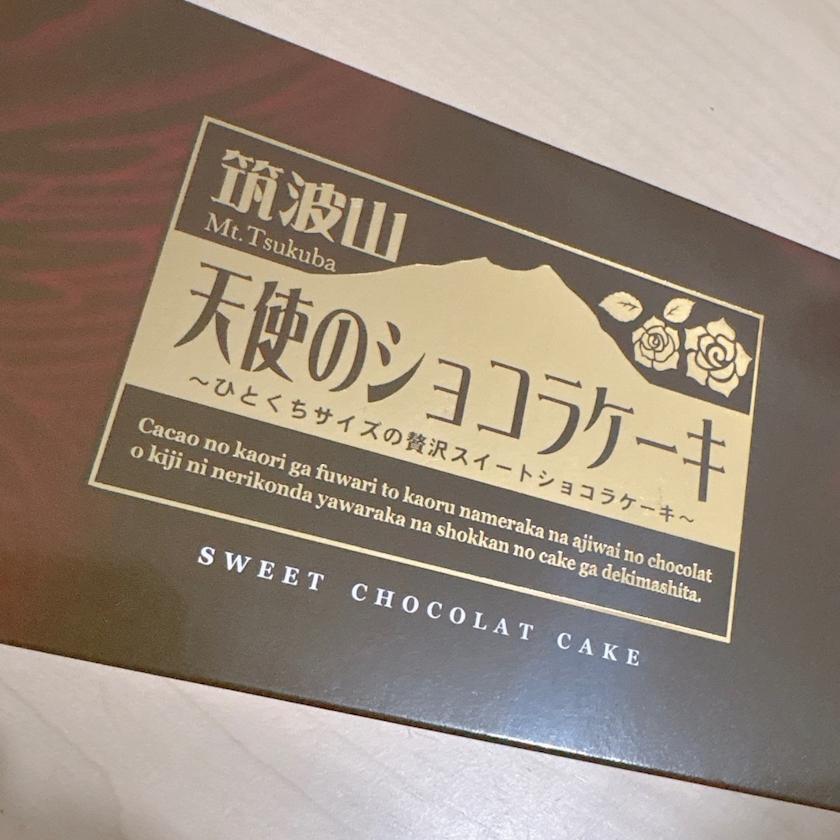 筑波山
Mt.Tsukuba
天使のショコラケーキ
～ひとくちサイズの贅沢スイートショコラケーキ～
Cacao no kaori ga fuwari to kaoru nameraka na ajiwai no chocolat
o kiji ni nerikonda yawaraka na shokkan no cake ga dekimashita.
SWEET CHOCOLAT CAKE